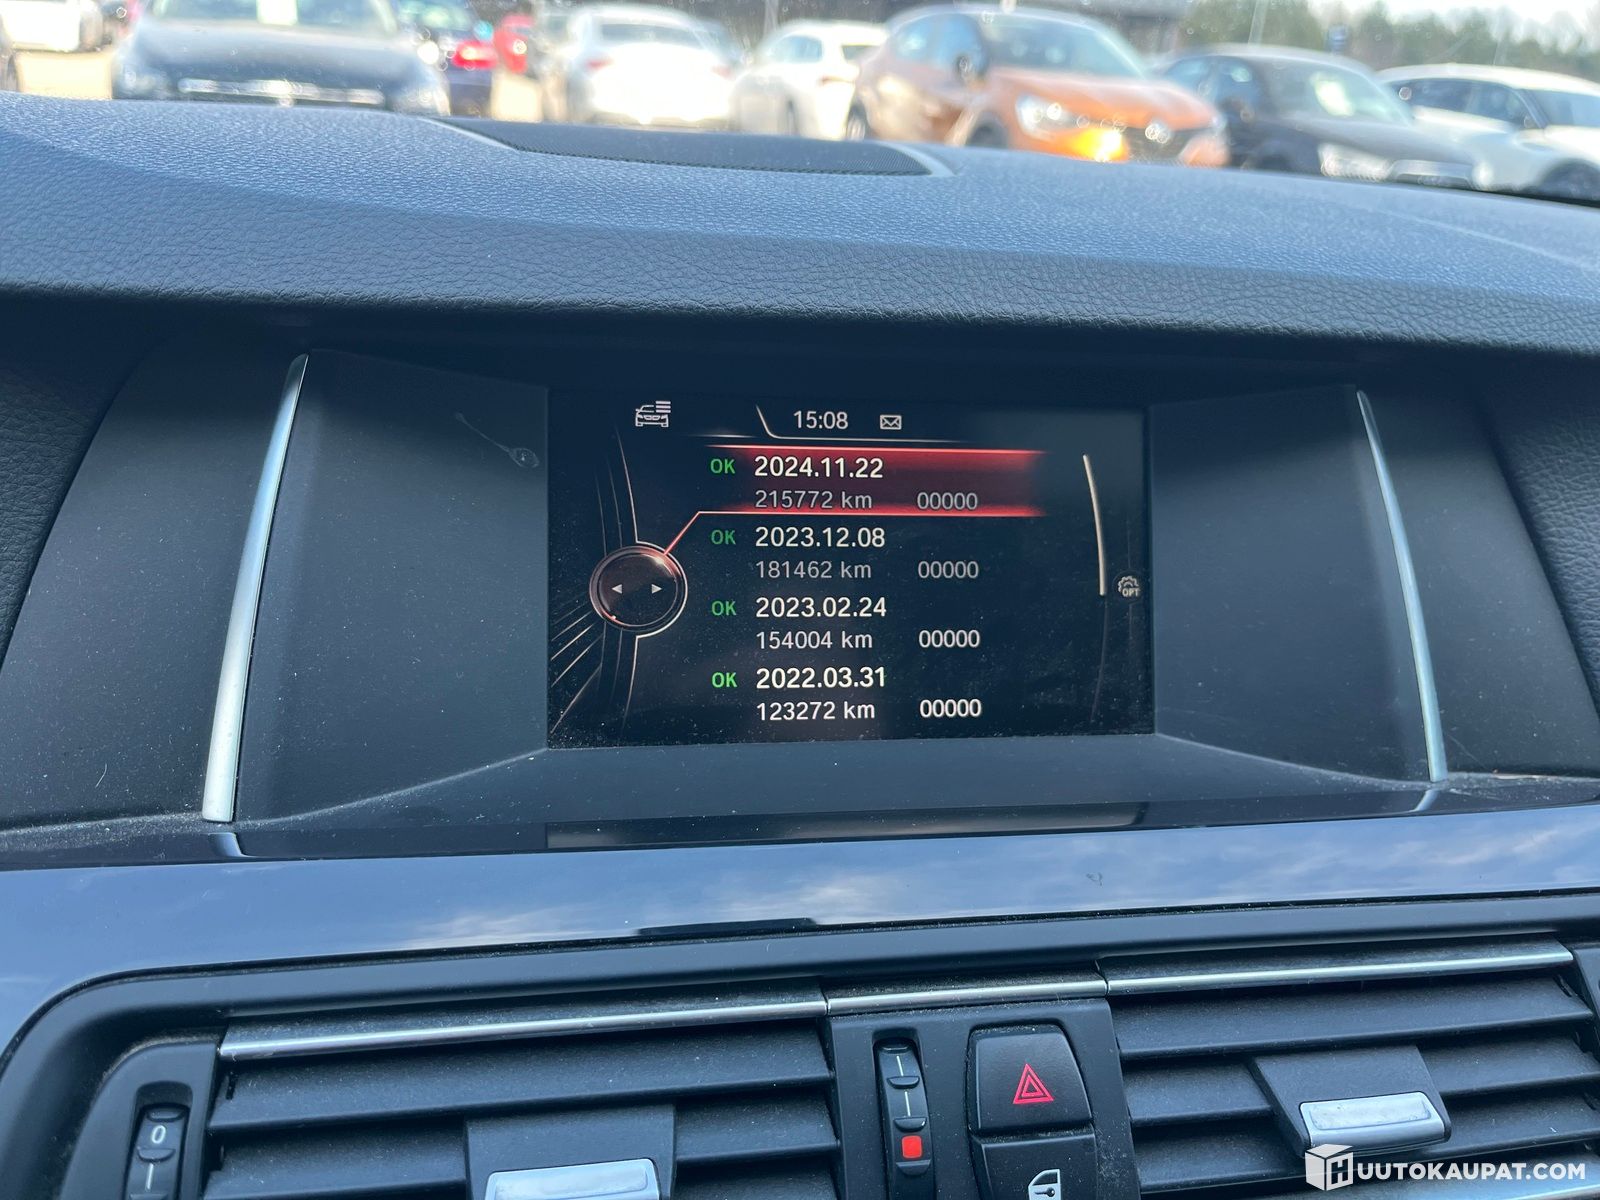 15:08
OK 2024.11.22
215772 km 00000
OK 2023.12.08
181462 km 00000
OPT
OK 2023.02.24
154004 km 00000
OK 2022.03.31
123272 km 00000
0
HUUTOKAUPAT.COM